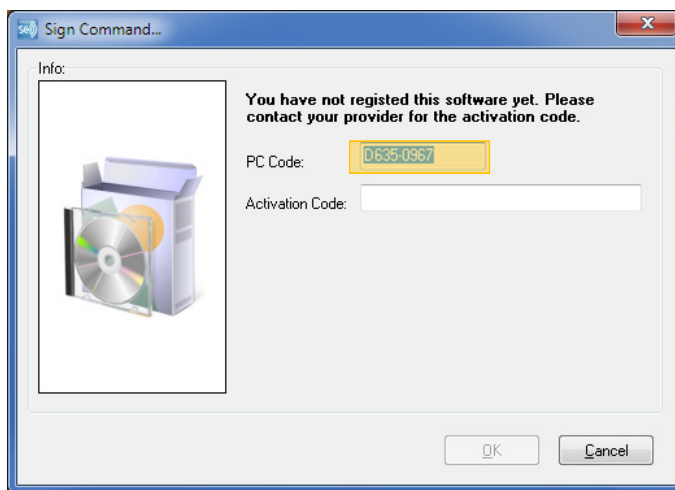 Sign Command...
Info:
You have not registed this software yet. Please
contact your provider for the activation code.
PC Code:
D635-0967
Activation Code:
OK
Cancel